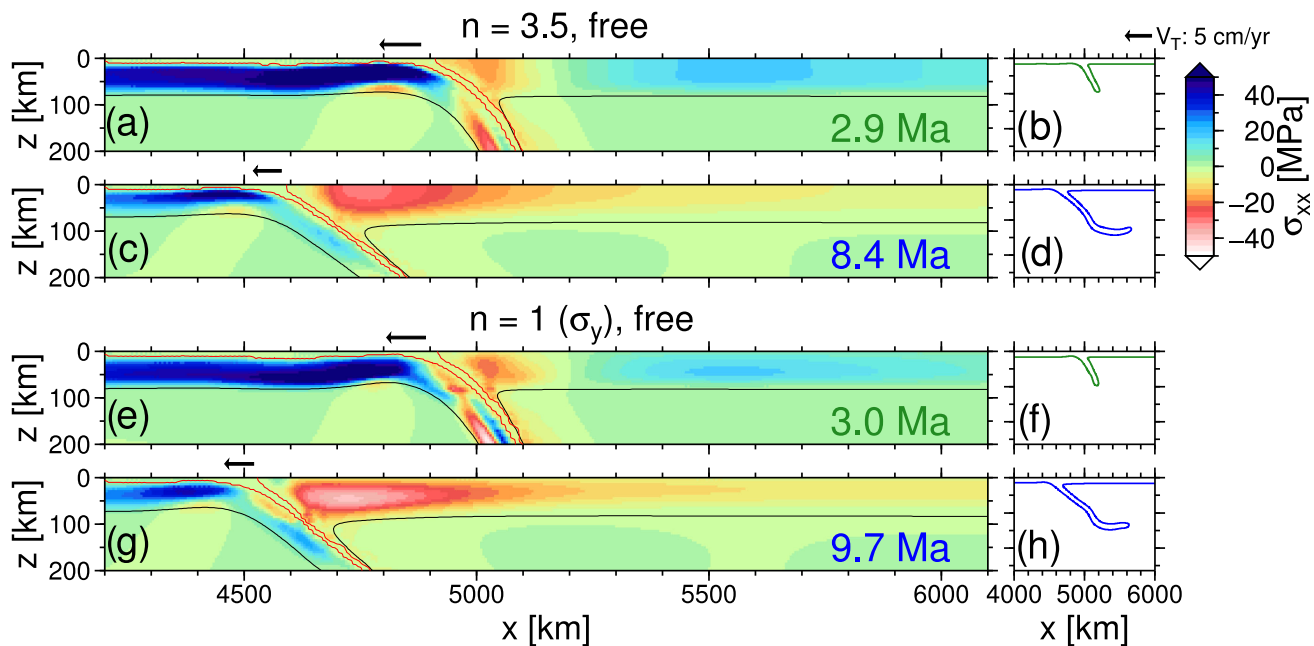 n = 3.5, free
V_T: 5 cm/yr
z [km]
0
100
200
(a)
2.9 Ma
(b)
z [km]
0
100
200
(c)
8.4 Ma
(d)
40
20
0
−20
−40
σ_xx [MPa]
n = 1 (σ_y), free
z [km]
0
100
200
(e)
3.0 Ma
(f)
z [km]
0
100
200
(g)
9.7 Ma
(h)
4500 5000 5500 6000
4000 5000 6000
x [km]
x [km]